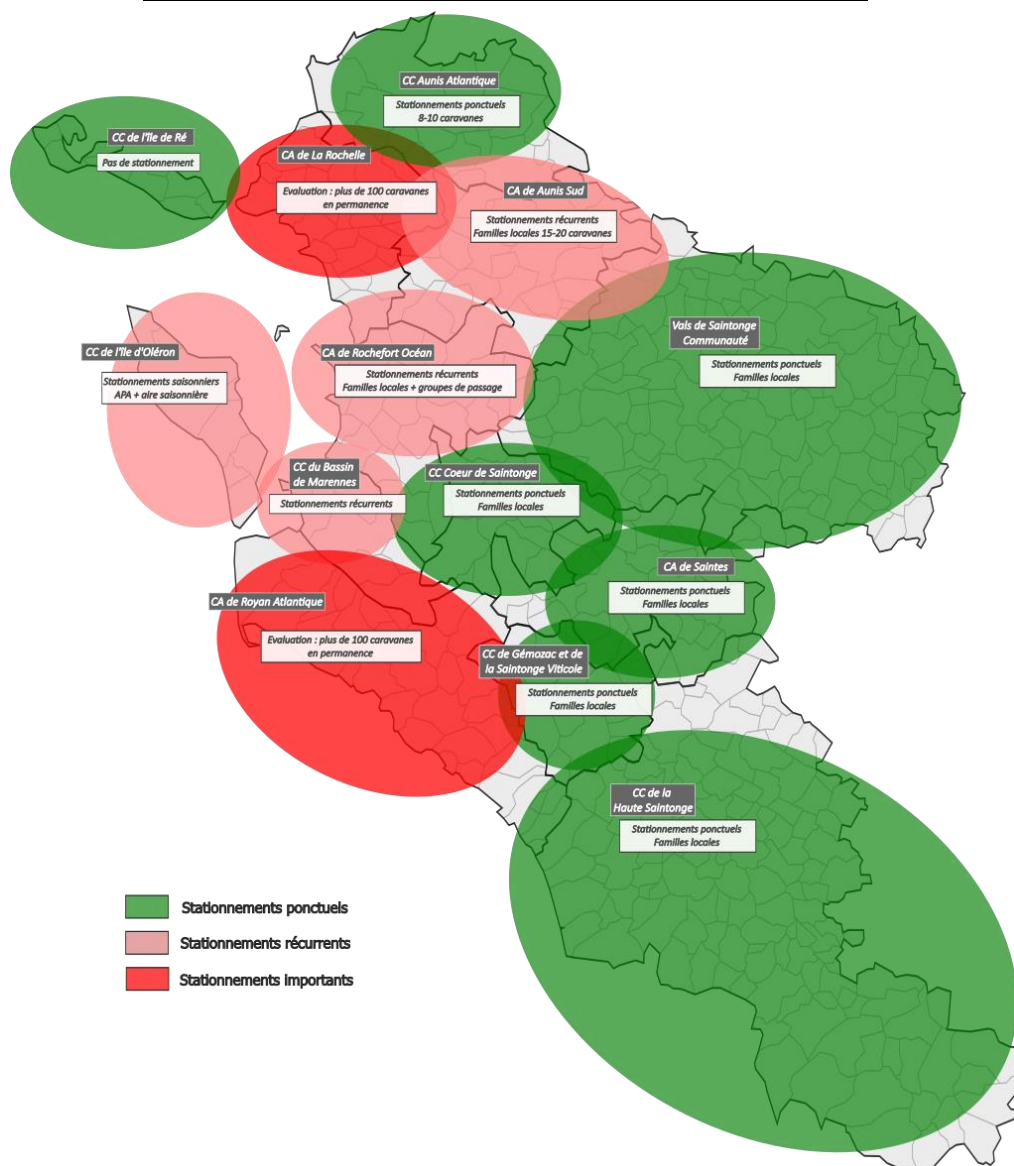 CC Aunis Atlantique
Stationnements ponctuels
8-10 caravanes
CC de l'île de Ré
Pas de stationnement
CA de La Rochelle
Evaluation : plus de 100 caravanes
en permanence
CA de Aunis Sud
Stationnements récurrents
Familles locales 15-20 caravanes
Vals de Saintonge
Communauté
Stationnements ponctuels
Familles locales
CC de l'île d'Oléron
Stationnements saisonniers
APA + aire saisonnière
CA de Rochefort Océan
Stationnements récurrents
Familles locales + groupes de passage
CC du Bassin
de Marennes
Stationnements récurrents
CC Coeur de Saintonge
Stationnements ponctuels
Familles locales
CA de Saintes
Stationnements ponctuels
Familles locales
CA de Royan Atlantique
Evaluation : plus de 100 caravanes
en permanence
CC de Gémozac et de
la Saintonge Viticole
Stationnements ponctuels
Familles locales
CC de la
Haute Saintonge
Stationnements ponctuels
Familles locales
Stationnements ponctuels
Stationnements récurrents
Stationnements importants